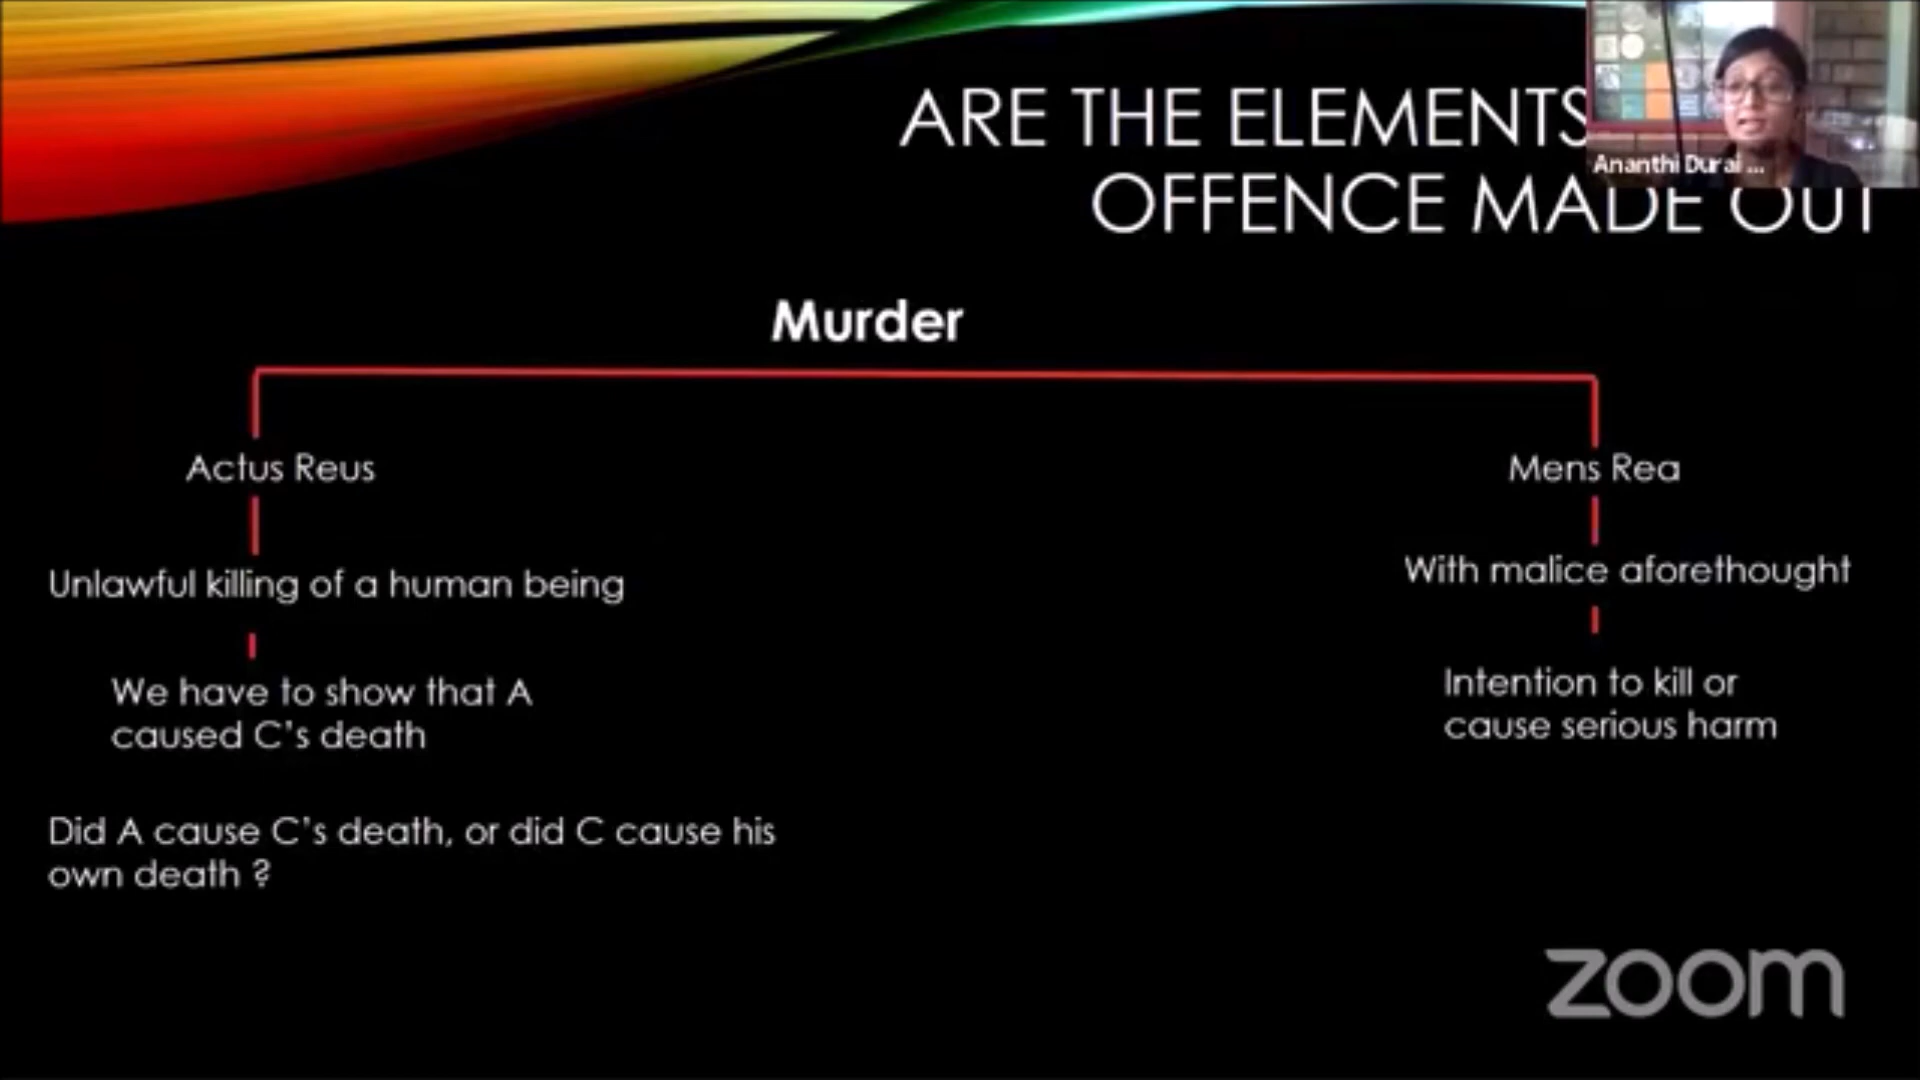 ARE THE ELEMENTS
OFFENCE MADE OUT
Ananthi Durai ...
Murder
Actus Reus
Mens Rea
Unlawful killing of a human being
With malice aforethought
We have to show that A
caused C's death
Intention to kill or
cause serious harm
Did A cause C's death, or did C cause his
own death ?
zoom